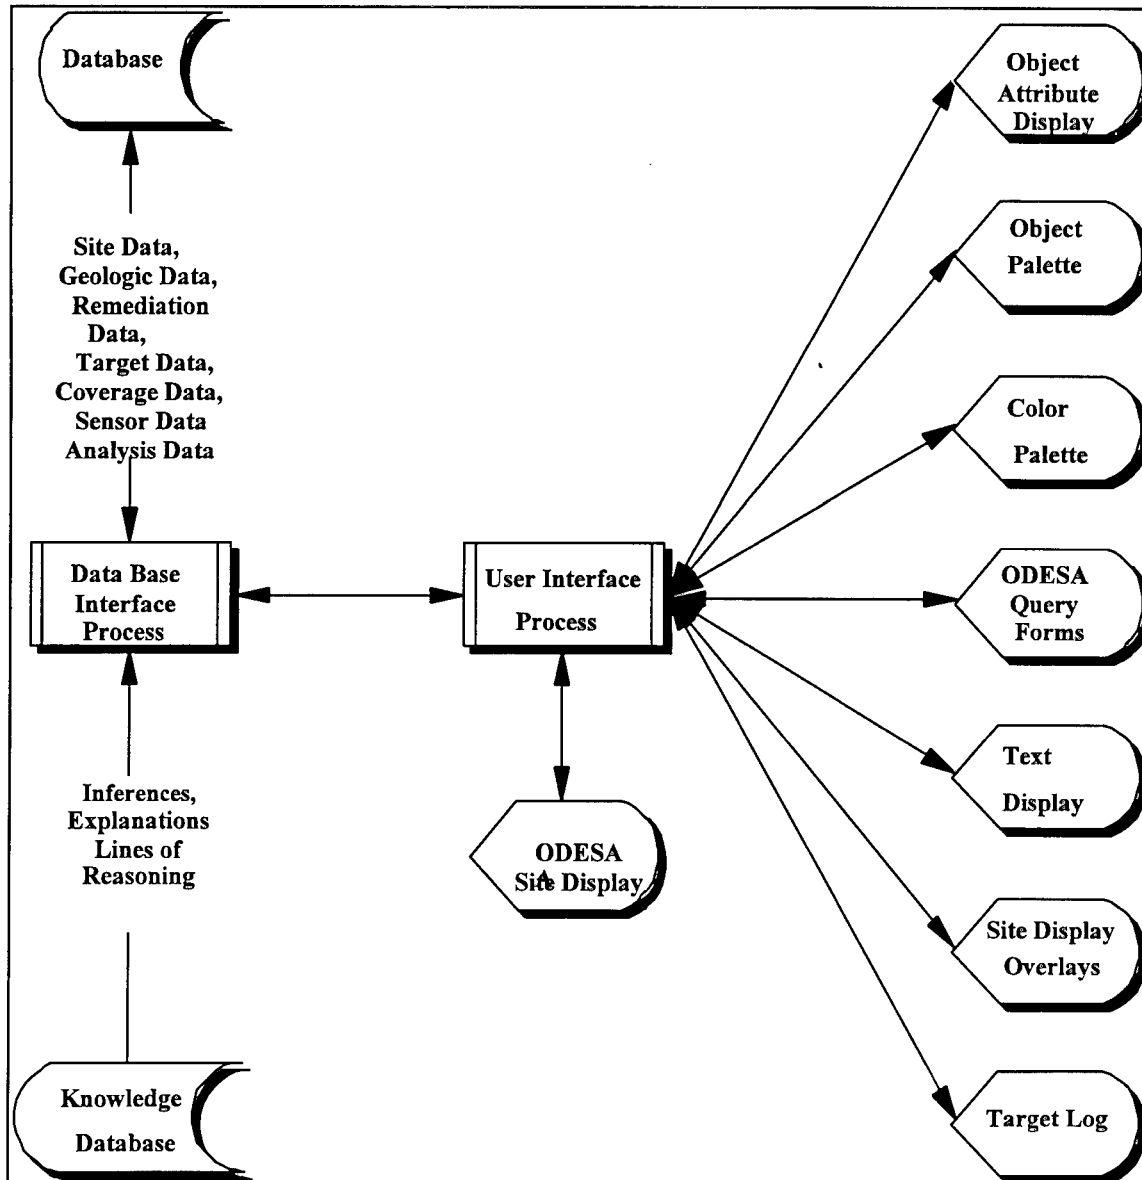 Database
Site Data,
Geologic Data,
Remediation
Data,
Target Data,
Coverage Data,
Sensor Data
Analysis Data
Data Base
Interface
Process
Inferences,
Explanations
Lines of
Reasoning
Knowledge
Database
User Interface
Process
ODESA
Site Display
Object
Attribute
Display
Object
Palette
Color
Palette
ODESA
Query
Forms
Text
Display
Site Display
Overlays
Target Log